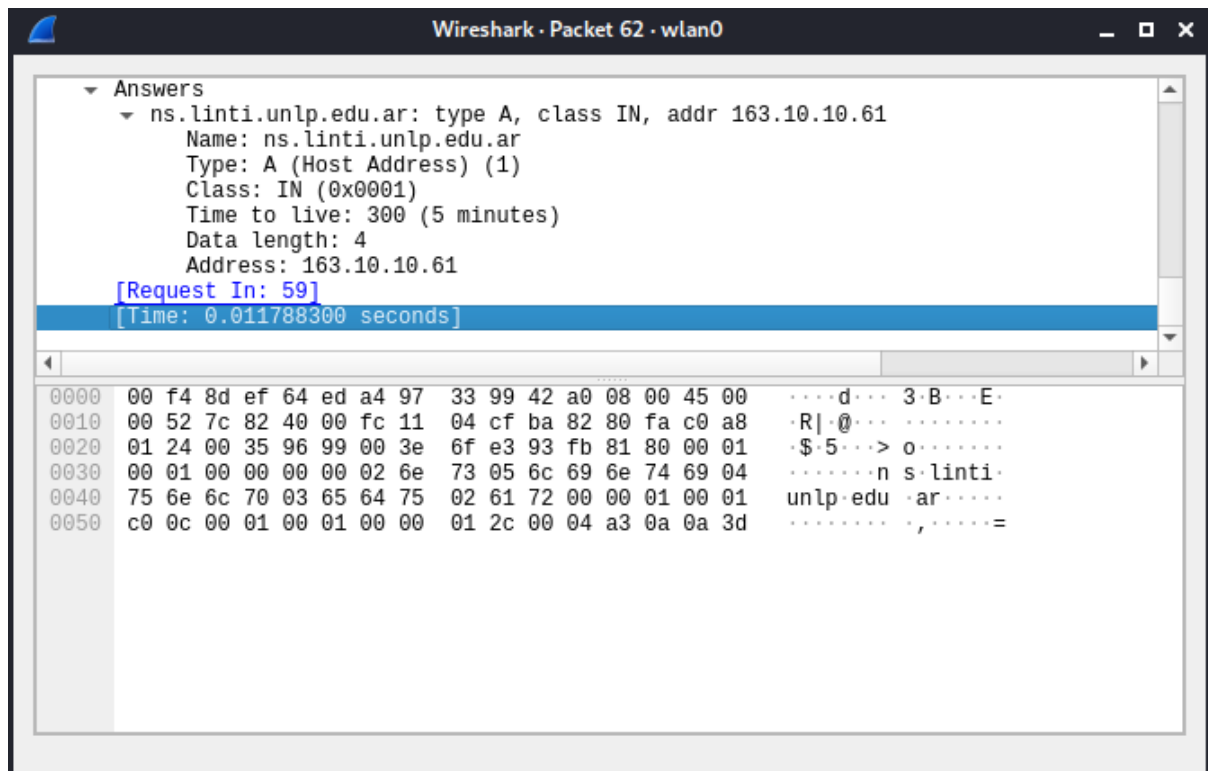 Wireshark · Packet 62 · wlan0
Answers
ns.linti.unlp.edu.ar: type A, class IN, addr 163.10.10.61
Name: ns.linti.unlp.edu.ar
Type: A (Host Address) (1)
Class: IN (0x0001)
Time to live: 300 (5 minutes)
Data length: 4
Address: 163.10.10.61
[Request In: 59]
[Time: 0.011788300 seconds]
0000 00 f4 8d ef 64 ed a4 97 33 99 42 a0 08 00 45 00 ····d··· 3·B···E·
0010 00 52 7c 82 40 00 fc 11 04 cf ba 82 80 fa c0 a8 ·R|·@··· ········
0020 01 24 00 35 96 99 00 3e 6f e3 93 fb 81 80 00 01 ·$·5···> o·······
0030 00 01 00 00 00 00 02 6e 73 05 6c 69 6e 74 69 04 ·······n s·linti·
0040 75 6e 6c 70 03 65 64 75 02 61 72 00 00 01 00 01 unlp·edu ·ar·····
0050 c0 0c 00 01 00 01 00 00 01 2c 00 04 a3 0a 0a 3d ········ ·,·····=